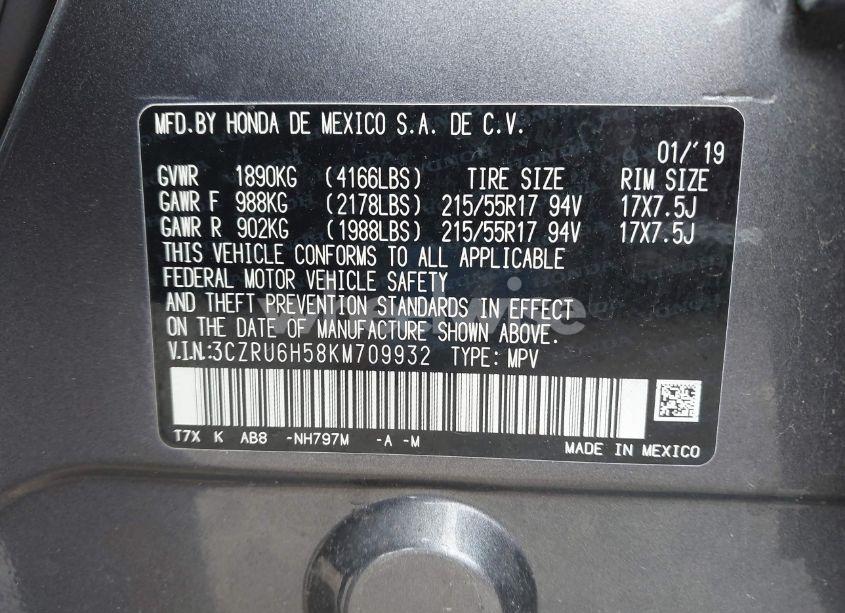 MFD.BY HONDA DE MEXICO S.A. DE C.V.
01/'19
GVWR 1890KG (4166LBS) TIRE SIZE RIM SIZE
GAWR F 988KG (2178LBS) 215/55R17 94V 17X7.5J
GAWR R 902KG (1988LBS) 215/55R17 94V 17X7.5J
THIS VEHICLE CONFORMS TO ALL APPLICABLE
FEDERAL MOTOR VEHICLE SAFETY
AND THEFT PREVENTION STANDARDS IN EFFECT
ON THE DATE OF MANUFACTURE SHOWN ABOVE.
V.I.N.:3CZRU6H58KM709932 TYPE: MPV
T7X K AB8 -NH797M -A -M
MADE IN MEXICO